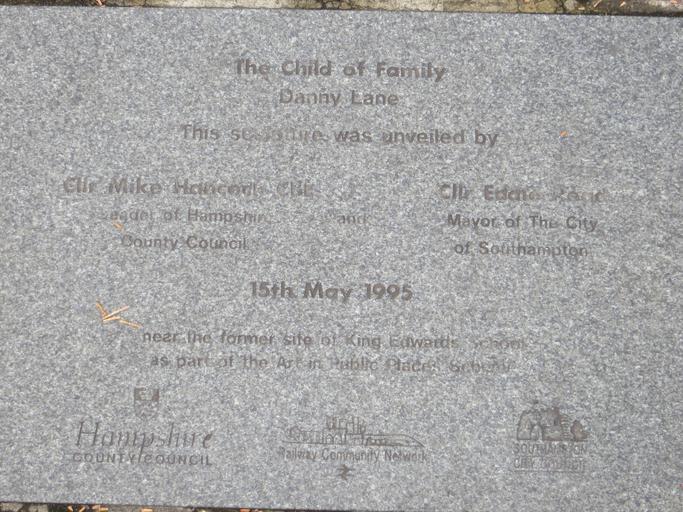 The Child of Family
Danny Lane
This sculpture was unveiled by
Cllr Mike Hancock CBE
Leader of Hampshire
County Council
and
Cllr Eddie
Mayor of The City
of Southampton
15th May 1995
near the former site of King Edwards School
as part of the Art in Public Places Scheme
Hampshire
COUNTY COUNCIL
Railway Community Network
SOUTHAMPTON
CITY COUNCIL